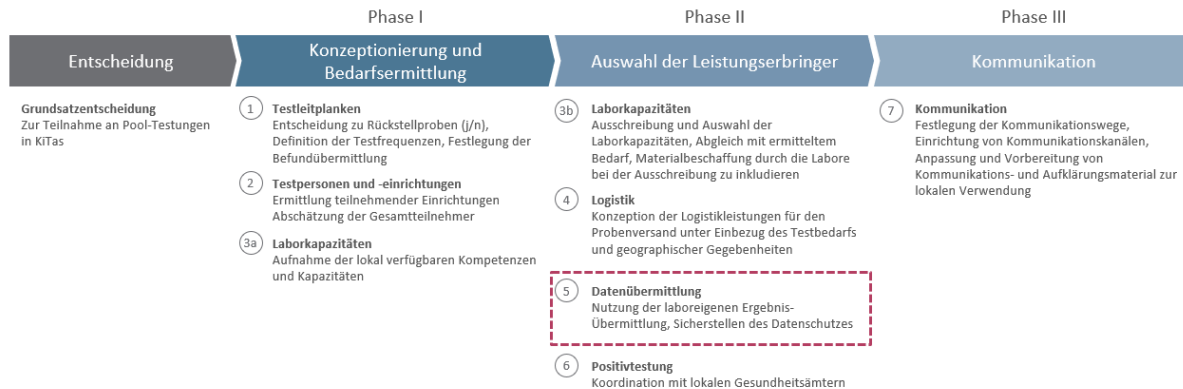 Phase I
Phase II
Phase III
Entscheidung
Konzeptionierung und
Bedarfsermittlung
Auswahl der Leistungserbringer
Kommunikation
Grundsatzentscheidung
Zur Teilnahme an Pool-Testungen
in KiTas
1
Testleitplanken
Entscheidung zu Rückstellproben (j/n),
Definition der Testfrequenzen, Festlegung der
Befundübermittlung
2
Testpersonen und -einrichtungen
Ermittlung teilnehmender Einrichtungen
Abschätzung der Gesamtteilnehmer
3a
Laborkapazitäten
Aufnahme der lokal verfügbaren Kompetenzen
und Kapazitäten
3b
Laborkapazitäten
Ausschreibung und Auswahl der
Laborkapazitäten, Abgleich mit ermitteltem
Bedarf, Materialbeschaffung durch die Labore
bei der Ausschreibung zu inkludieren
4
Logistik
Konzeption der Logistikleistungen für den
Probenversand unter Einbezug des Testbedarfs
und geographischer Gegebenheiten
5
Datenübermittlung
Nutzung der laboreigenen Ergebnis-
Übermittlung, Sicherstellen des Datenschutzes
6
Positivtestung
Koordination mit lokalen Gesundheitsämtern
7
Kommunikation
Festlegung der Kommunikationswege,
Einrichtung von Kommunikationskanälen,
Anpassung und Vorbereitung von
Kommunikations- und Aufklärungsmaterial zur
lokalen Verwendung